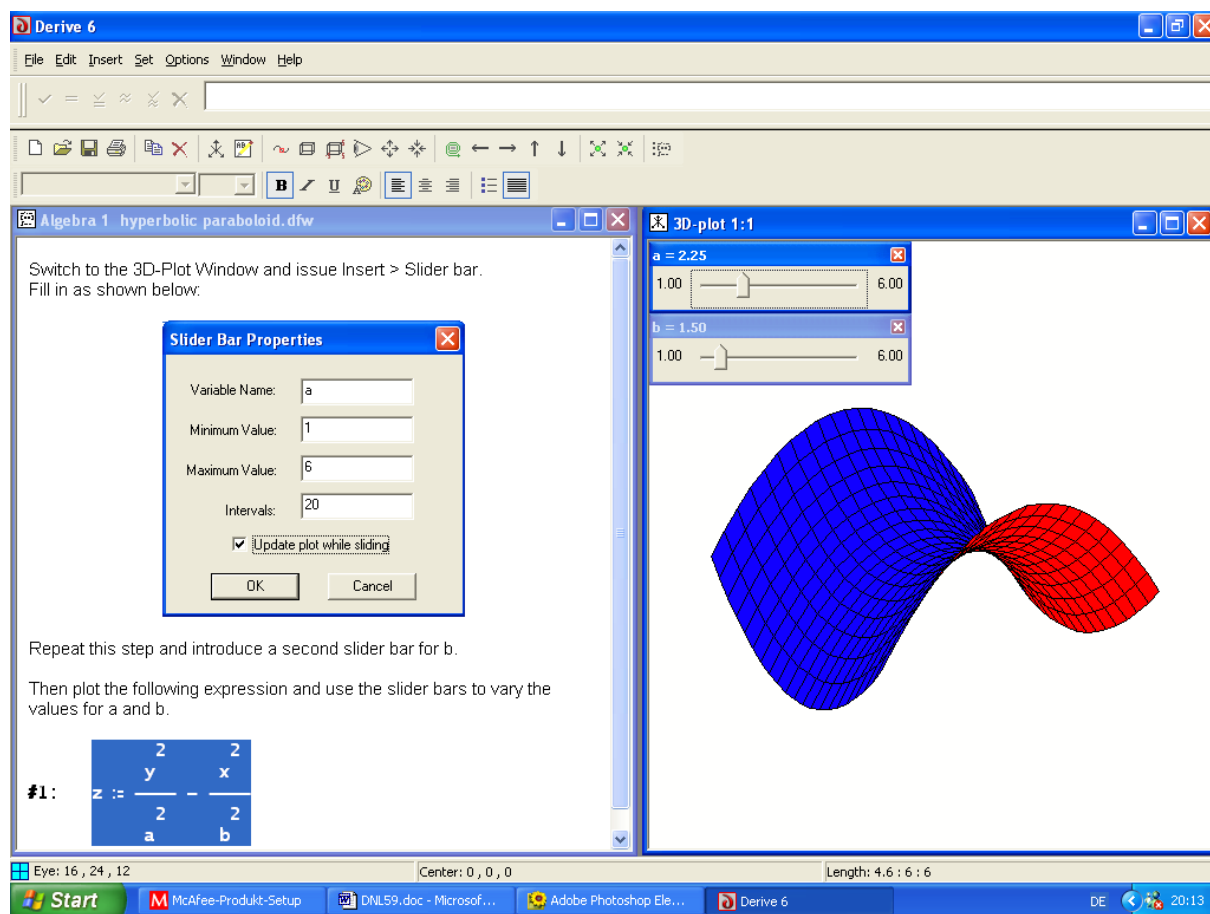 Derive 6
File Edit Insert Set Options Window Help
B I U
Algebra 1 hyperbolic paraboloid.dfw
Switch to the 3D-Plot Window and issue Insert > Slider bar.
Fill in as shown below:
Slider Bar Properties
Variable Name: a
Minimum Value: 1
Maximum Value: 6
Intervals: 20
Update plot while sliding
OK Cancel
Repeat this step and introduce a second slider bar for b.
Then plot the following expression and use the slider bars to vary the
values for a and b.
2 2
y x
#1: z := —— - ——
2 2
a b
3D-plot 1:1
a = 2.25
1.00 6.00
b = 1.50
1.00 6.00
Eye: 16 , 24 , 12 Center: 0 , 0 , 0 Length: 4.6 : 6 : 6
Start McAfee-Produkt-Setup DNL59.doc - Microsof... Adobe Photoshop Ele... Derive 6 DE 20:13